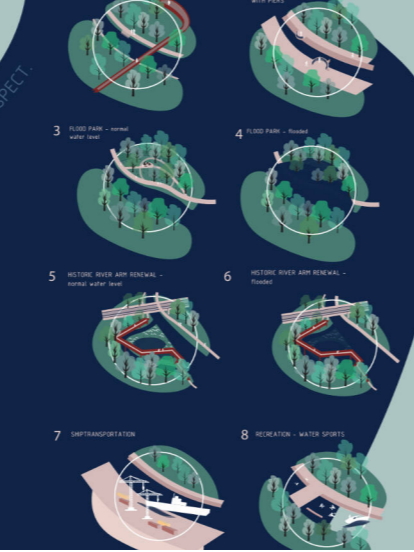 SPECT.
WITH PIERS
3 FLOOD PARK - normal
water level
4 FLOOD PARK - flooded
5 HISTORIC RIVER ARM RENEWAL -
normal water level
6 HISTORIC RIVER ARM RENEWAL -
flooded
7 SHIPTRANSPORTATION
8 RECREATION - WATER SPORTS